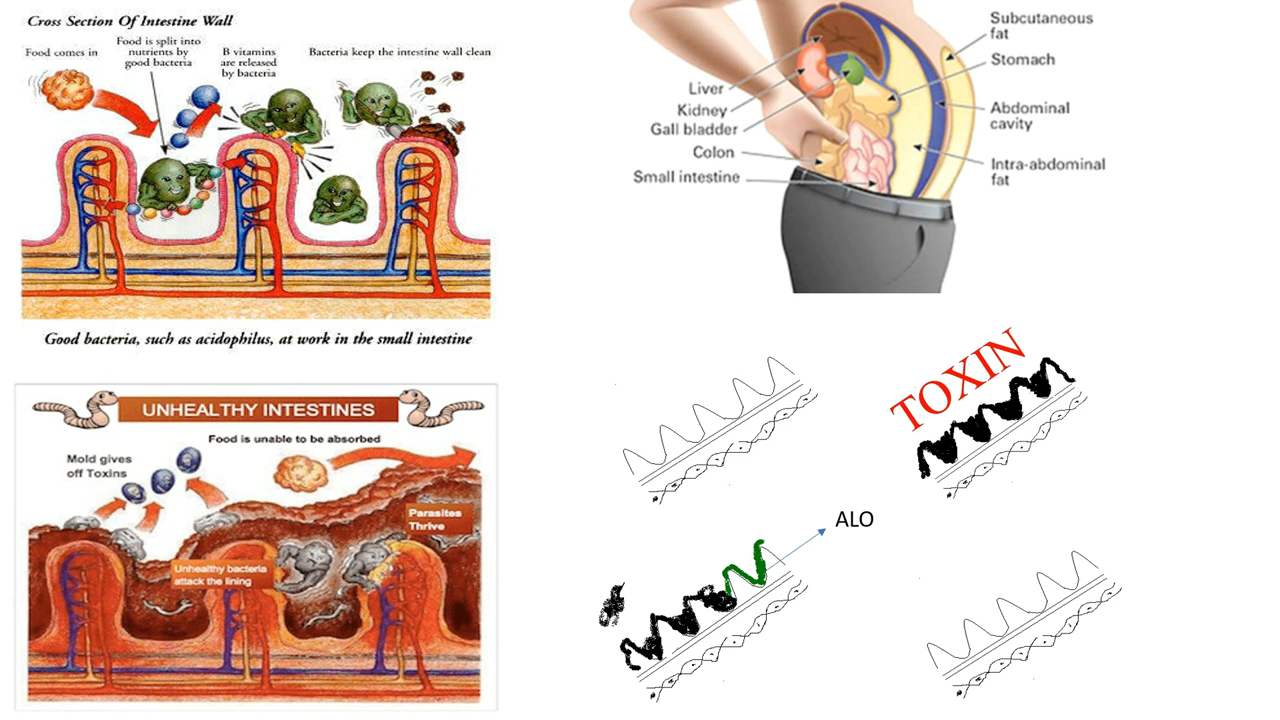 Cross Section Of Intestine Wall
Food comes in
Food is split into
nutrients by
good bacteria
B vitamins
are released
by bacteria
Bacteria keep the intestine wall clean
Good bacteria, such as acidophilus, at work in the small intestine
Subcutaneous
fat
Stomach
Liver
Kidney
Gall bladder
Abdominal
cavity
Colon
Intra-abdominal
fat
Small intestine
UNHEALTHY INTESTINES
Food is unable to be absorbed
Mold gives
off Toxins
Parasites
Thrive
Unhealthy bacteria
attack the lining
TOXIN
ALO